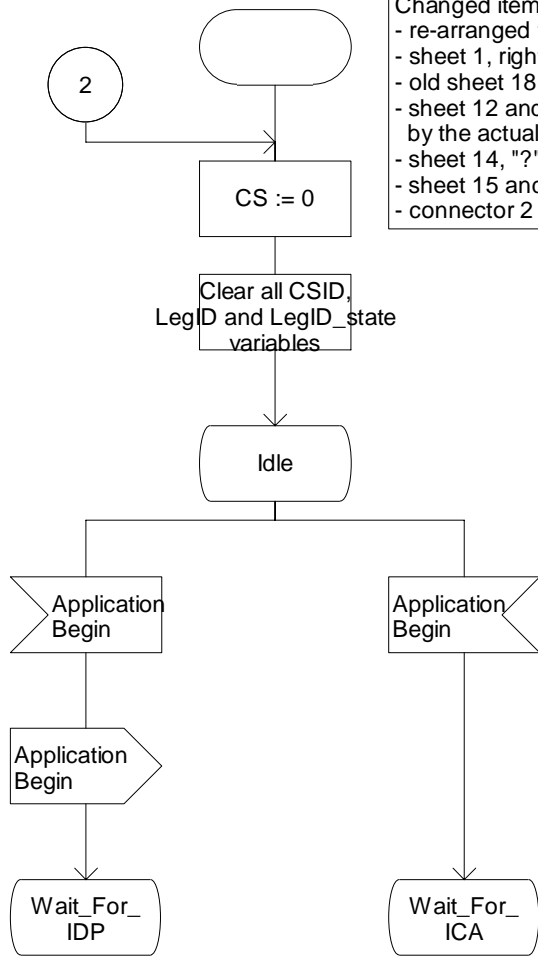 Changed item
- re-arranged
- sheet 1, righ
- old sheet 18
- sheet 12 and
by the actual
- sheet 14, "?"
- sheet 15 and
- connector 2
2
CS := 0
Clear all CSID,
LegID and LegID_state
variables
Idle
Application
Begin
Application
Begin
Application
Begin
Wait_For_
IDP
Wait_For_
ICA